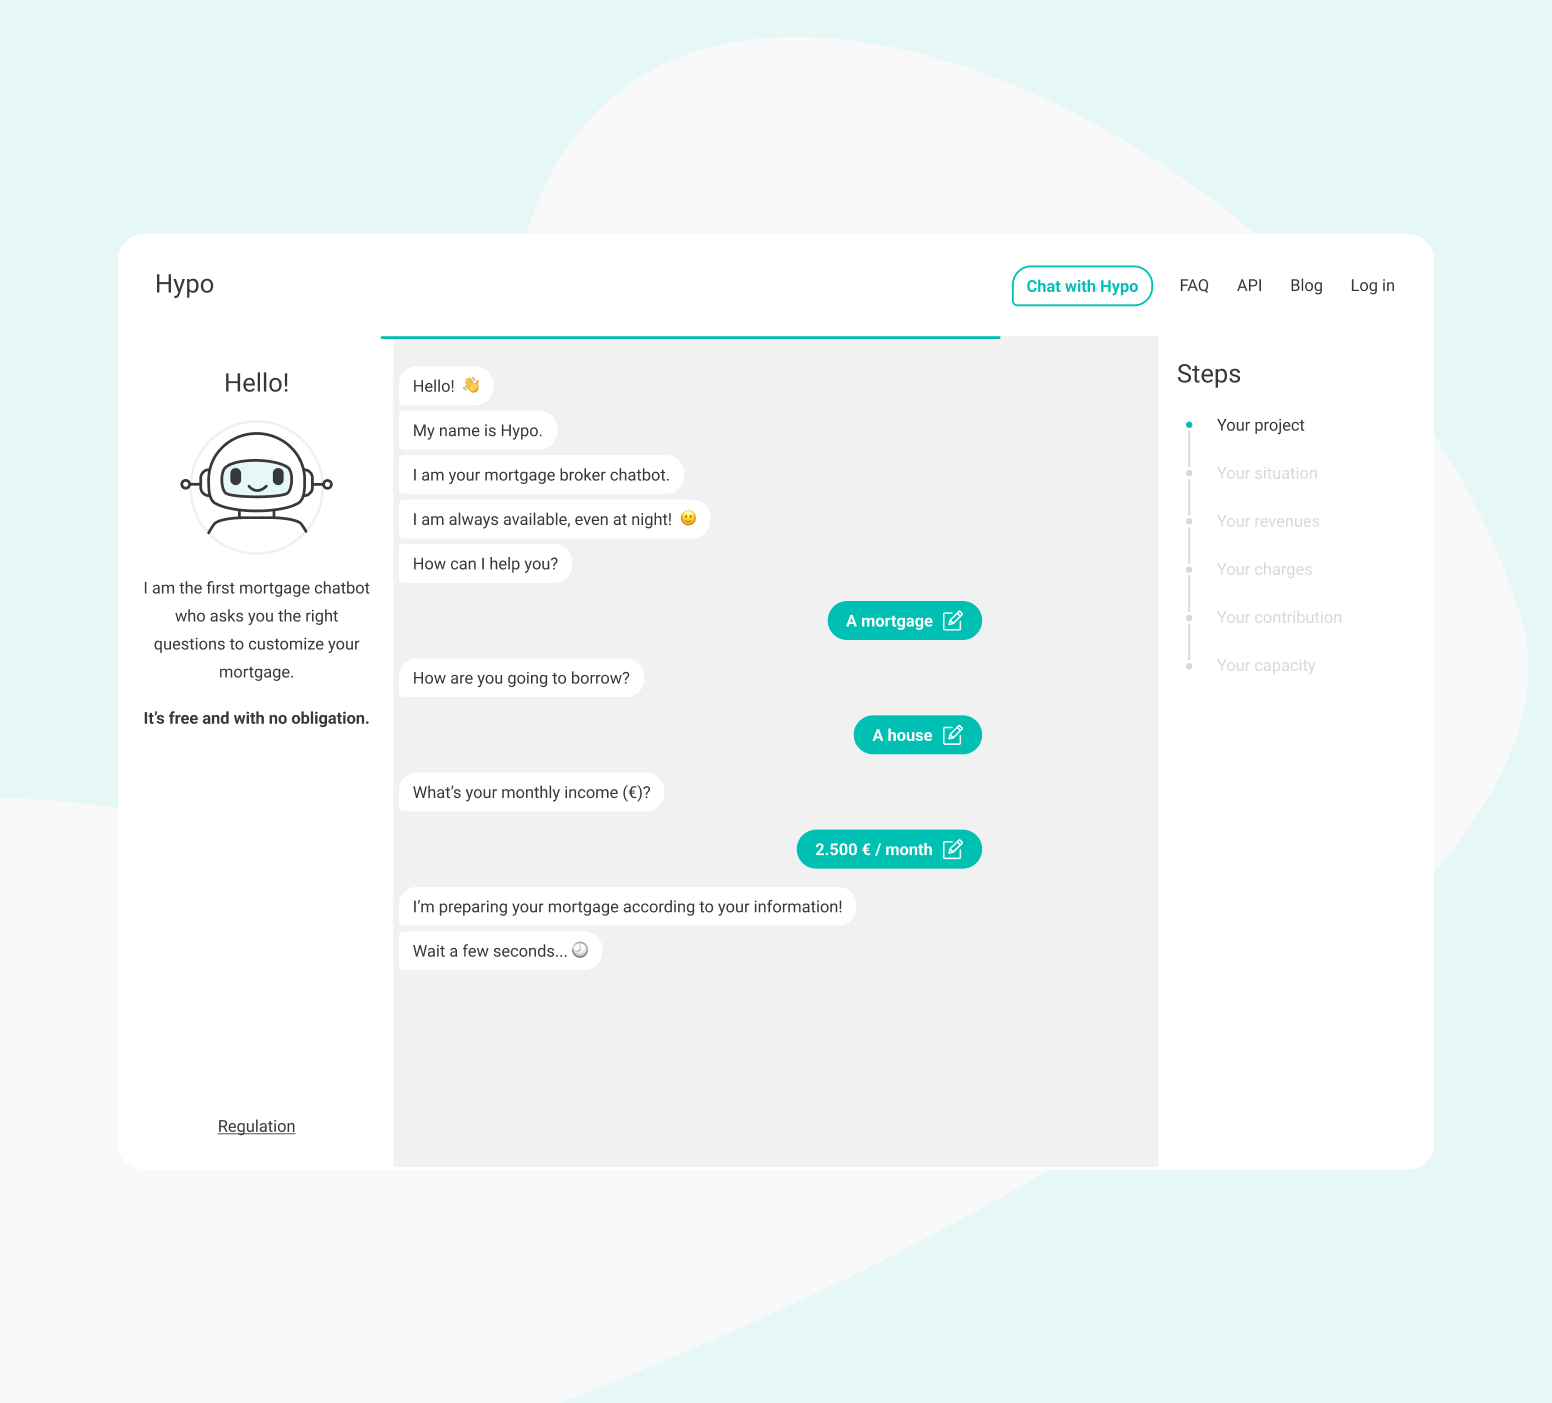 Hypo
Chat with Hypo
FAQ
API
Blog
Log in
Hello!
I am the first mortgage chatbot
who asks you the right
questions to customize your
mortgage.
It's free and with no obligation.
Regulation
Hello! 👋
My name is Hypo.
I am your mortgage broker chatbot.
I am always available, even at night! 🙂
How can I help you?
A mortgage
How are you going to borrow?
A house
What's your monthly income (€)?
2.500 € / month
I'm preparing your mortgage according to your information!
Wait a few seconds...
Steps
Your project
Your situation
Your revenues
Your charges
Your contribution
Your capacity